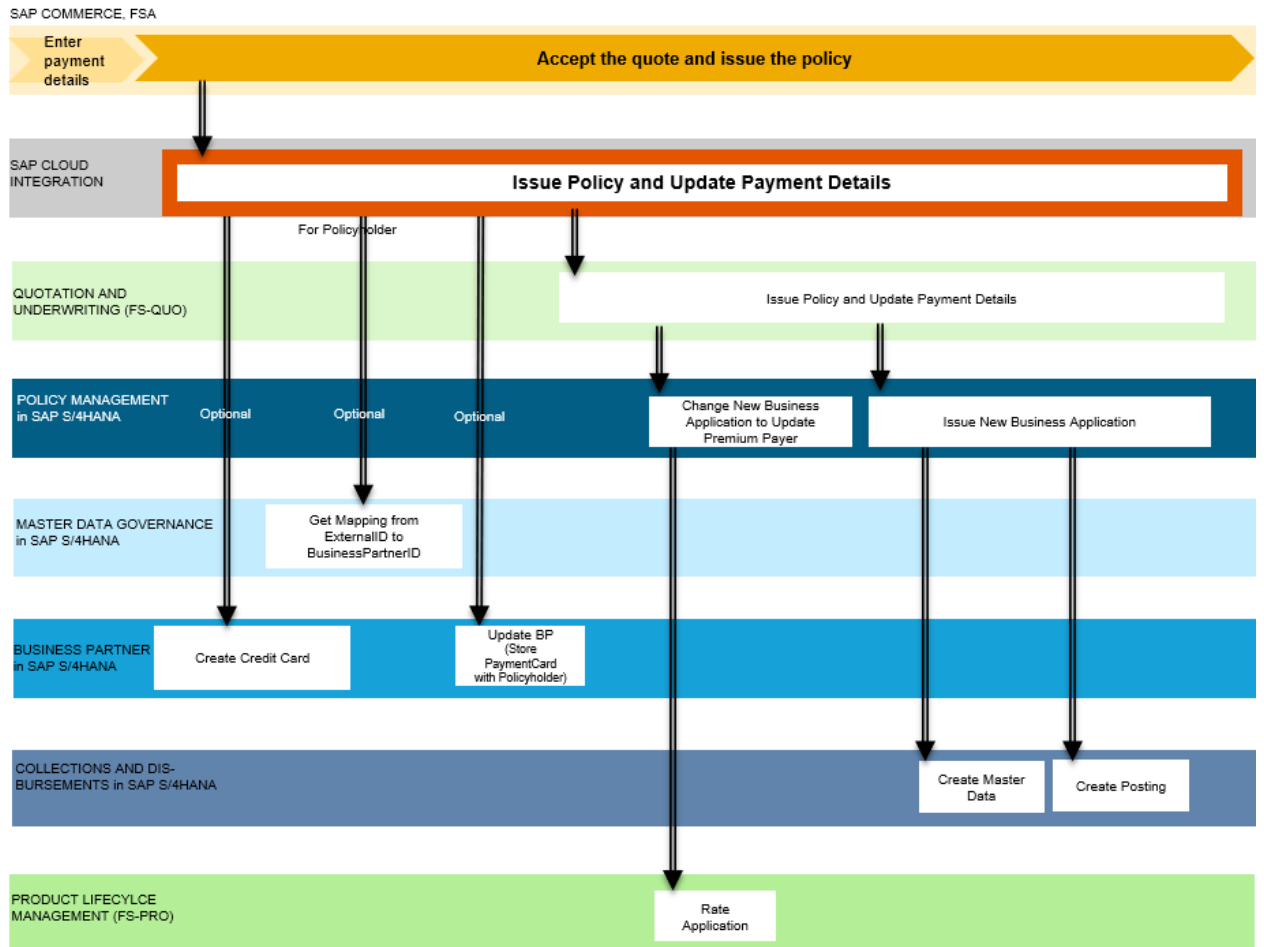 SAP COMMERCE, FSA
Enter
payment
details
Accept the quote and issue the policy
SAP CLOUD
INTEGRATION
Issue Policy and Update Payment Details
For Policyholder
QUOTATION AND
UNDERWRITING (FS-QUO)
Issue Policy and Update Payment Details
POLICY MANAGEMENT
in SAP S/4HANA
Optional
Optional
Optional
Change New Business
Application to Update
Premium Payer
Issue New Business Application
MASTER DATA GOVERNANCE
in SAP S/4HANA
Get Mapping from
ExternalID to
BusinessPartnerID
BUSINESS PARTNER
in SAP S/4HANA
Create Credit Card
Update BP
(Store
PaymentCard
with Policyholder)
COLLECTIONS AND DIS-
BURSEMENTS in SAP S/4HANA
Create Master
Data
Create Posting
PRODUCT LIFECYLCE
MANAGEMENT (FS-PRO)
Rate
Application